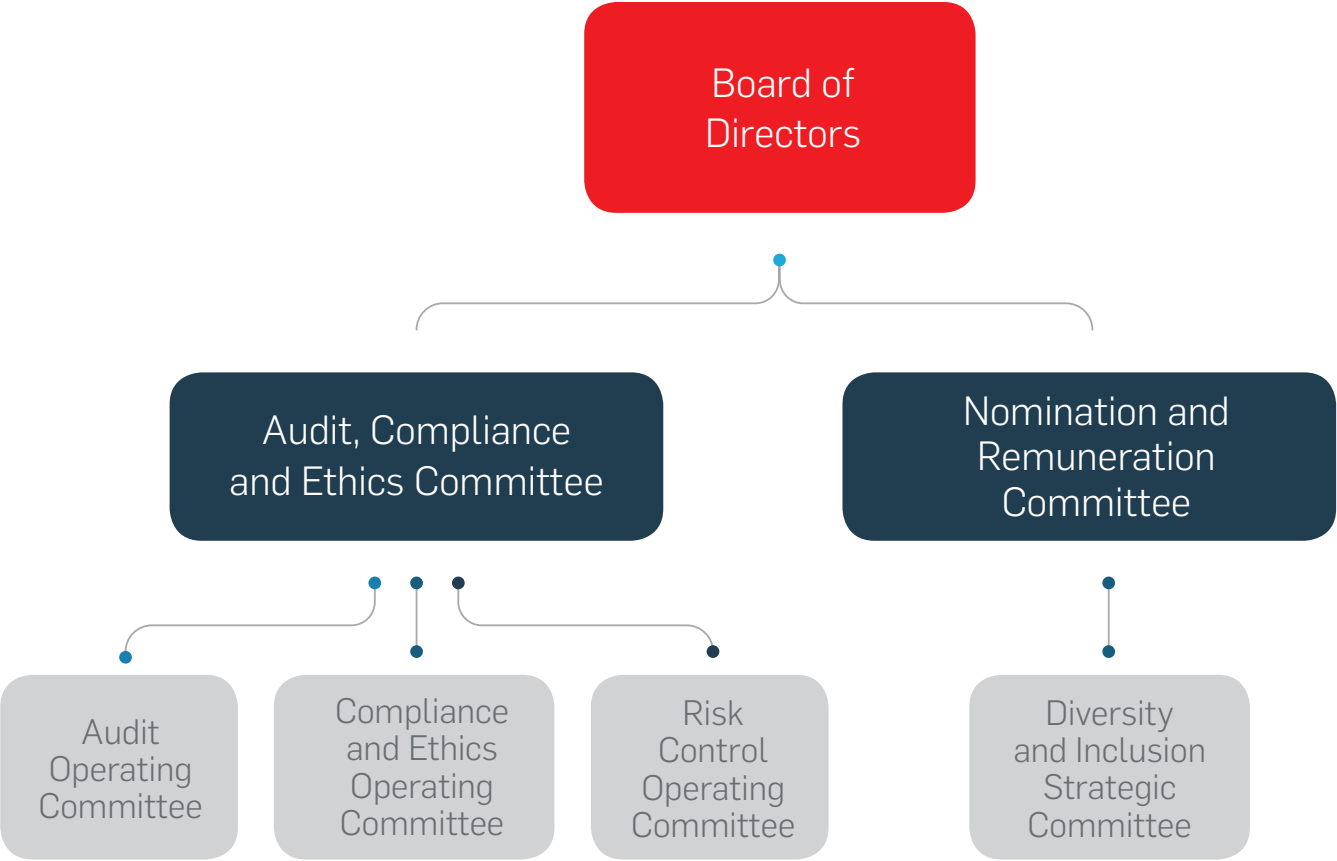 Board of
Directors
Audit, Compliance
and Ethics Committee
Nomination and
Remuneration
Committee
Audit
Operating
Committee
Compliance
and Ethics
Operating
Committee
Risk
Control
Operating
Committee
Diversity
and Inclusion
Strategic
Committee